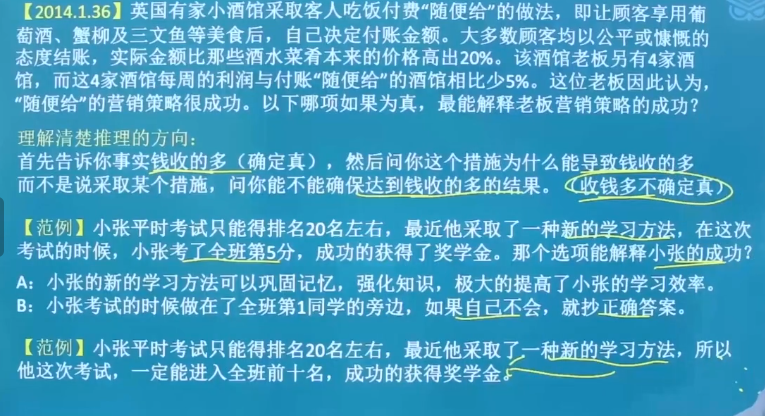 【2014.1.36】英国有家小酒馆采取客人吃饭付费“随便给”的做法，即让顾客享用葡
萄酒、蟹柳及三文鱼等美食后，自己决定付账金额。大多数顾客均以公平或慷慨的
态度结账，实际金额比那些酒水菜肴本来的价格高出20%。该酒馆老板另有4家酒
馆，而这4家酒馆每周的利润与付账“随便给”的酒馆相比少5%。这位老板因此认为，
“随便给”的营销策略很成功。以下哪项如果为真，最能解释老板营销策略的成功？
理解清楚推理的方向：
首先告诉你事实钱收的多（确定真），然后问你这个措施为什么能导致钱收的多
而不是说采取某个措施，问你能不能确保达到钱收的多的结果。（收钱多不确定真）
【范例】小张平时考试只能得排名20名左右，最近他采取了一种新的学习方法，在这次
考试的时候，小张考了全班第5分，成功的获得了奖学金。那个选项能解释小张的成功？
A：小张的新的学习方法可以巩固记忆，强化知识，极大的提高了小张的学习效率。
B：小张考试的时候做在了全班第1同学的旁边，如果自己不会，就抄正确答案。
【范例】小张平时考试只能得排名20名左右，最近他采取了一种新的学习方法，所以
他这次考试，一定能进入全班前十名，成功的获得奖学金。